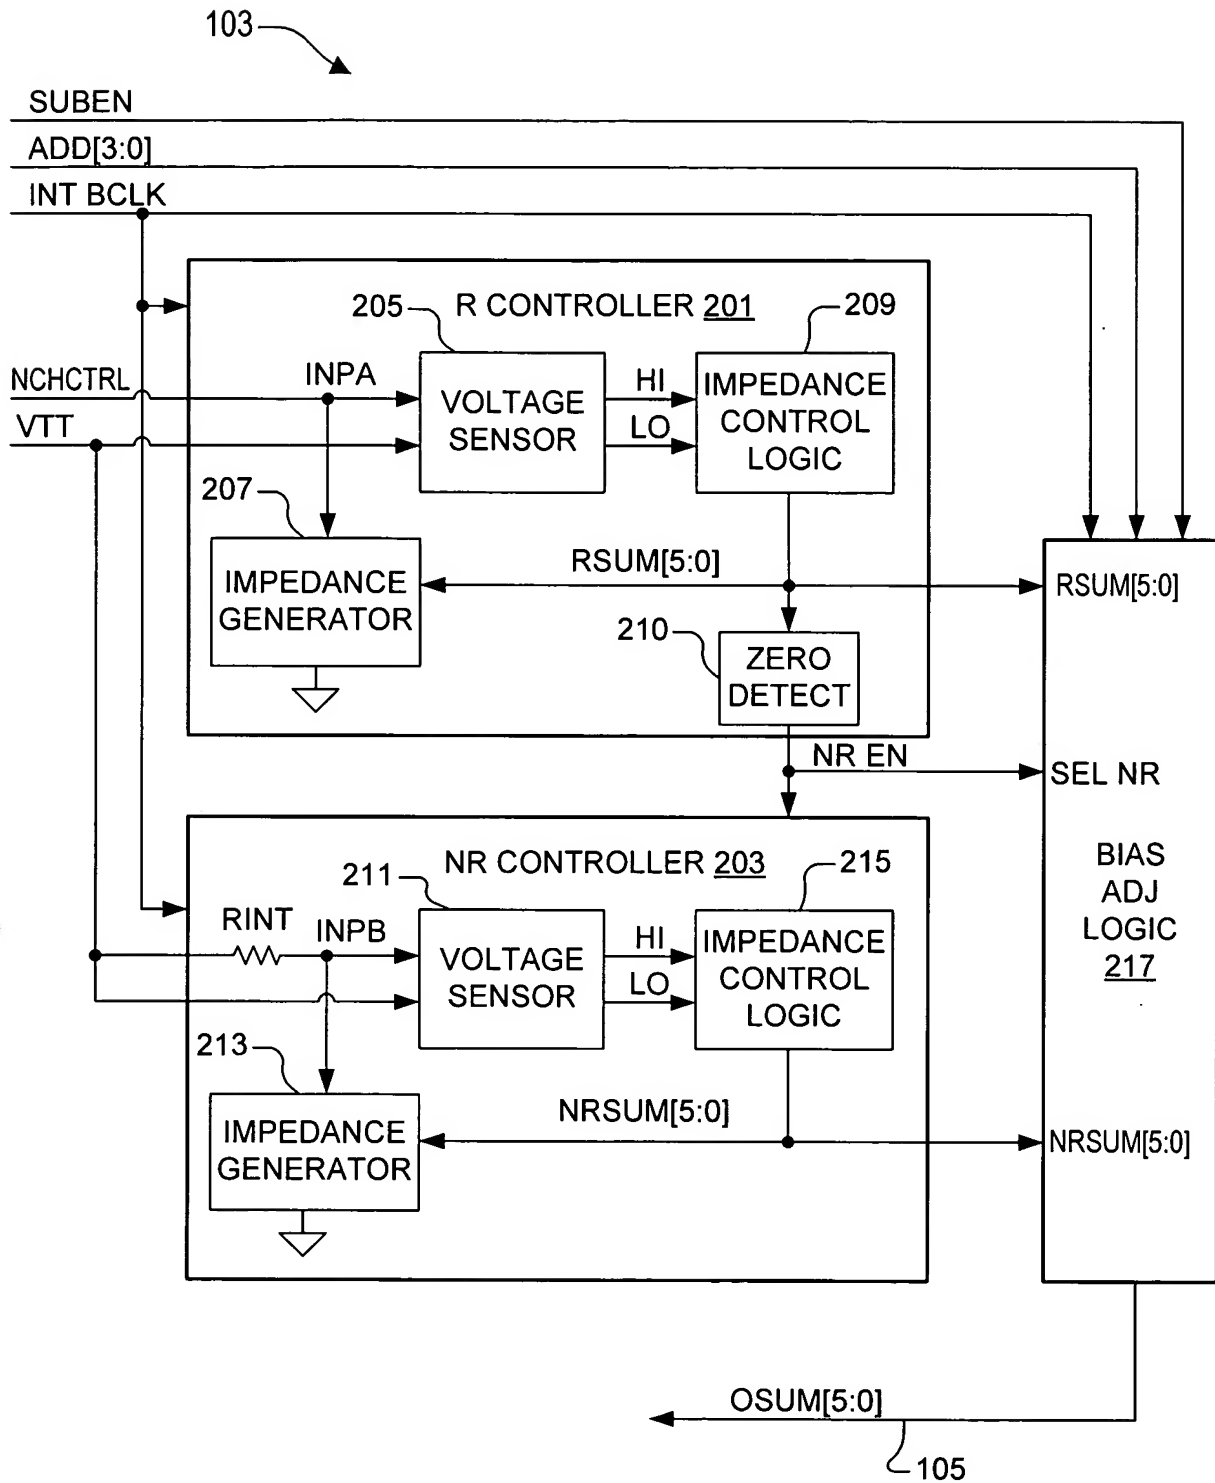 103
SUBEN
ADD[3:0]
INT BCLK
R CONTROLLER 201
205
209
NCHCTRL
INPA
VOLTAGE
SENSOR
HI
LO
IMPEDANCE
CONTROL
LOGIC
VTT
207
IMPEDANCE
GENERATOR
RSUM[5:0]
RSUM[5:0]
210
ZERO
DETECT
NR EN
SEL NR
NR CONTROLLER 203
211
215
RINT
INPB
VOLTAGE
SENSOR
HI
LO
IMPEDANCE
CONTROL
LOGIC
BIAS
ADJ
LOGIC
217
213
IMPEDANCE
GENERATOR
NRSUM[5:0]
NRSUM[5:0]
OSUM[5:0]
105